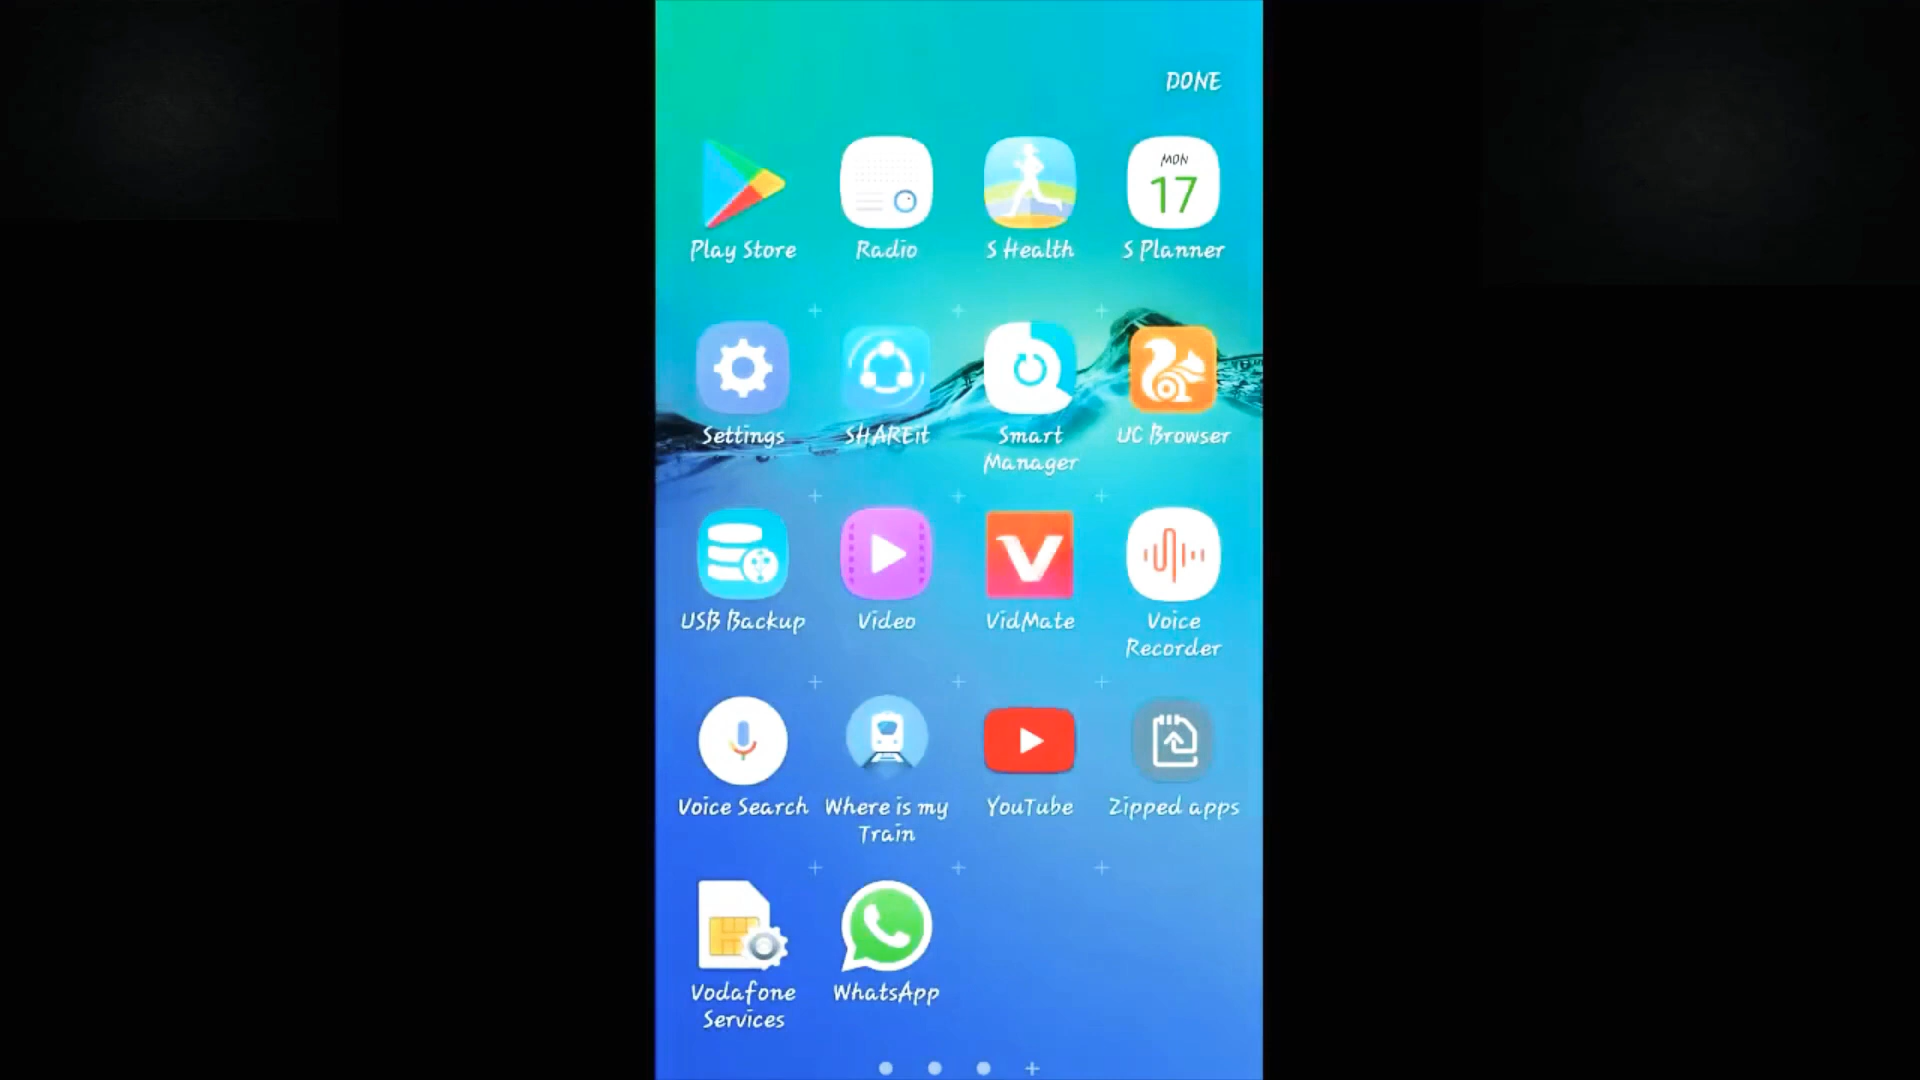 DONE
MON
17
Play Store
Radio
S Health
S Planner
Settings
SHAREit
Smart
Manager
UC Browser
USB Backup
Video
VidMate
Voice
Recorder
Voice Search
Where is my
Train
YouTube
Zipped apps
Vodafone
Services
WhatsApp